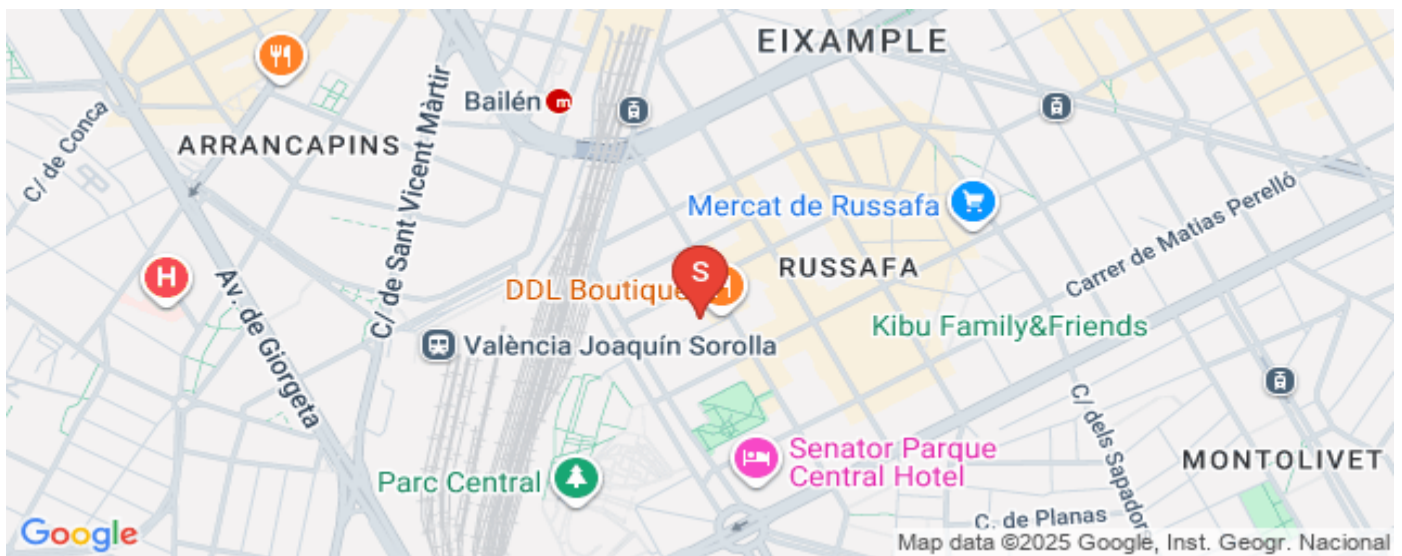 EIXAMPLE
Bailén m
ARRANCAPINS
C/ de Conca
C/ de Sant Vicent Màrtir
Mercat de Russafa
Carrer de Matias Perelló
H
S
RUSSAFA
DDL Boutique
Av. de Giorgeta
Kibu Family&Friends
València Joaquín Sorolla
C/ dels Sapadors
Senator Parque
Central Hotel
MONTOLIVET
Parc Central
C. de Planas
Google
Map data ©2025 Google, Inst. Geogr. Nacional